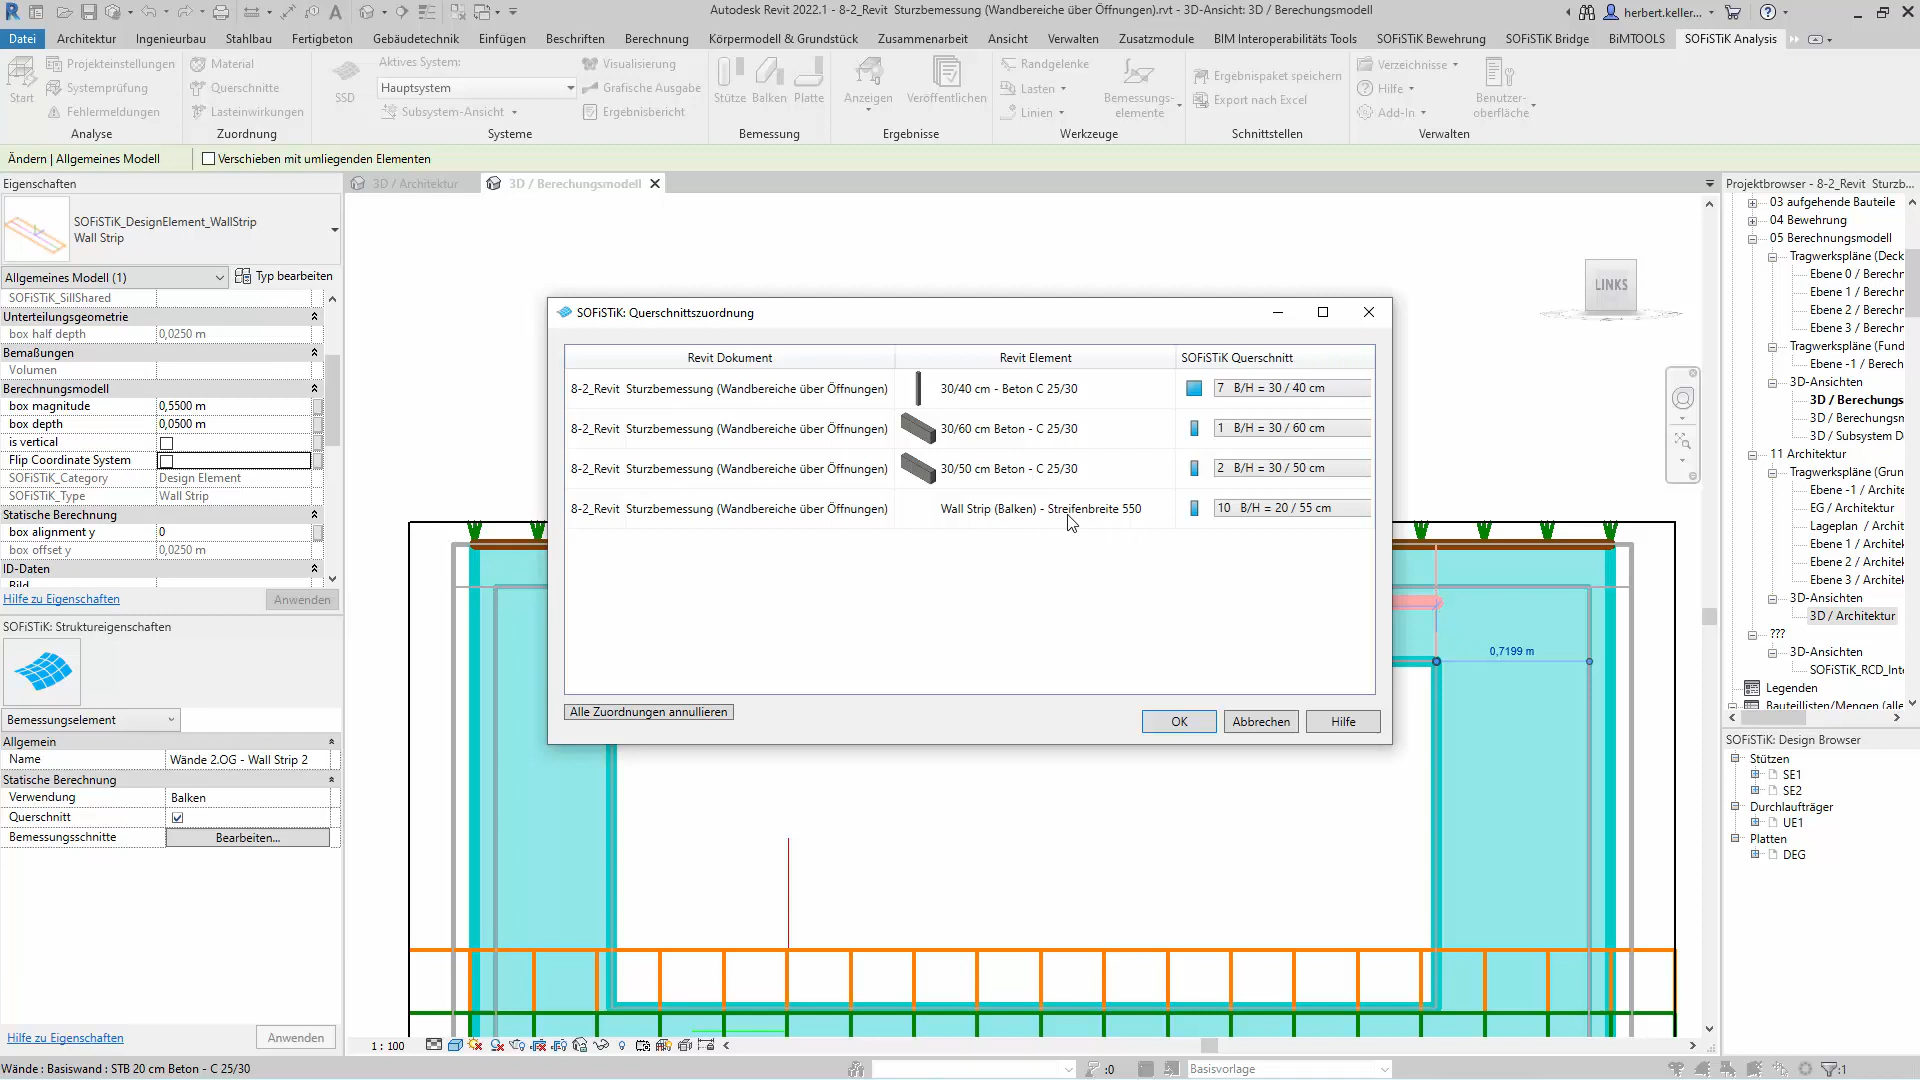 Autodesk Revit 2022.1 - 8-2_Revit Sturzbemessung (Wandbereiche über Öffnungen).rvt - 3D-Ansicht: 3D / Berechungsmodell
herbert.keller...
Datei Architektur Ingenieurbau Stahlbau Fertigbeton Gebäudetechnik Einfügen Beschriften Berechnung Körpermodell & Grundstück Zusammenarbeit Ansicht Verwalten Zusatzmodule BIM Interoperabilitäts Tools SOFiSTiK Bewehrung SOFiSTiK Bridge BiMTOOLS SOFiSTiK Analysis
Start
Projekteinstellungen
Systemprüfung
Fehlermeldungen
Analyse
Material
Querschnitte
Lasteinwirkungen
Zuordnung
SSD
Aktives System:
Hauptsystem
Subsystem-Ansicht
Visualisierung
Grafische Ausgabe
Ergebnisbericht
Systeme
Stütze Balken Platte
Bemessung
Anzeigen Veröffentlichen
Ergebnisse
Randgelenke
Lasten
Linien
Bemessungs-
elemente
Werkzeuge
Ergebnispaket speichern
Export nach Excel
Schnittstellen
Verzeichnisse
Hilfe
Add-In
Benutzer-
oberfläche
Verwalten
Ändern | Allgemeines Modell
Verschieben mit umliegenden Elementen
Eigenschaften
SOFiSTiK_DesignElement_WallStrip
Wall Strip
Allgemeines Modell (1)
Typ bearbeiten
SOFiSTiK_SillShared
Unterteilungsgeometrie
box half depth 0,0250 m
Bemaßungen
Volumen
Berechnungsmodell
box magnitude 0,5500 m
box depth 0,0500 m
is vertical
Flip Coordinate System
SOFiSTiK_Category Design Element
SOFiSTiK_Type Wall Strip
Statische Berechnung
box alignment y 0
box offset y 0,0250 m
ID-Daten
Bild
Hilfe zu Eigenschaften
Anwenden
SOFiSTiK: Struktureigenschaften
Bemessungselement
Allgemein
Name Wände 2.OG - Wall Strip 2
Statische Berechnung
Verwendung Balken
Querschnitt
Bemessungsschnitte Bearbeiten...
Hilfe zu Eigenschaften
Anwenden
3D / Architektur
3D / Berechungsmodell
LINKS
SOFiSTiK: Querschnittszuordnung
Revit Dokument Revit Element SOFiSTiK Querschnitt
8-2_Revit Sturzbemessung (Wandbereiche über Öffnungen) 30/40 cm - Beton C 25/30 7 B/H = 30 / 40 cm
8-2_Revit Sturzbemessung (Wandbereiche über Öffnungen) 30/60 cm Beton - C 25/30 1 B/H = 30 / 60 cm
8-2_Revit Sturzbemessung (Wandbereiche über Öffnungen) 30/50 cm Beton - C 25/30 2 B/H = 30 / 50 cm
8-2_Revit Sturzbemessung (Wandbereiche über Öffnungen) Wall Strip (Balken) - Streifenbreite 550 10 B/H = 20 / 55 cm
Alle Zuordnungen annullieren
OK
Abbrechen
Hilfe
0,7199 m
Projektbrowser - 8-2_Revit Sturzb...
03 aufgehende Bauteile
04 Bewehrung
05 Berechnungsmodell
Tragwerkspläne (Deck
Ebene 0 / Berechn
Ebene 1 / Berechn
Ebene 2 / Berechn
Ebene 3 / Berechn
Tragwerkspläne (Fund
Ebene -1 / Berech
3D-Ansichten
3D / Berechungs
3D / Berechungsm
3D / Subsystem D
11 Architektur
Tragwerkspläne (Grun
Ebene -1 / Archite
EG / Architektur
Lageplan / Archit
Ebene 1 / Architek
Ebene 2 / Architek
Ebene 3 / Architek
3D-Ansichten
3D / Architektur
???
3D-Ansichten
SOFiSTiK_RCD_Inte
Legenden
Bauteillisten/Mengen (alle
SOFiSTiK: Design Browser
Stützen
SE1
SE2
Durchlaufträger
UE1
Platten
DEG
1 : 100
Wände : Basiswand : STB 20 cm Beton - C 25/30
:0
Basisvorlage
:1